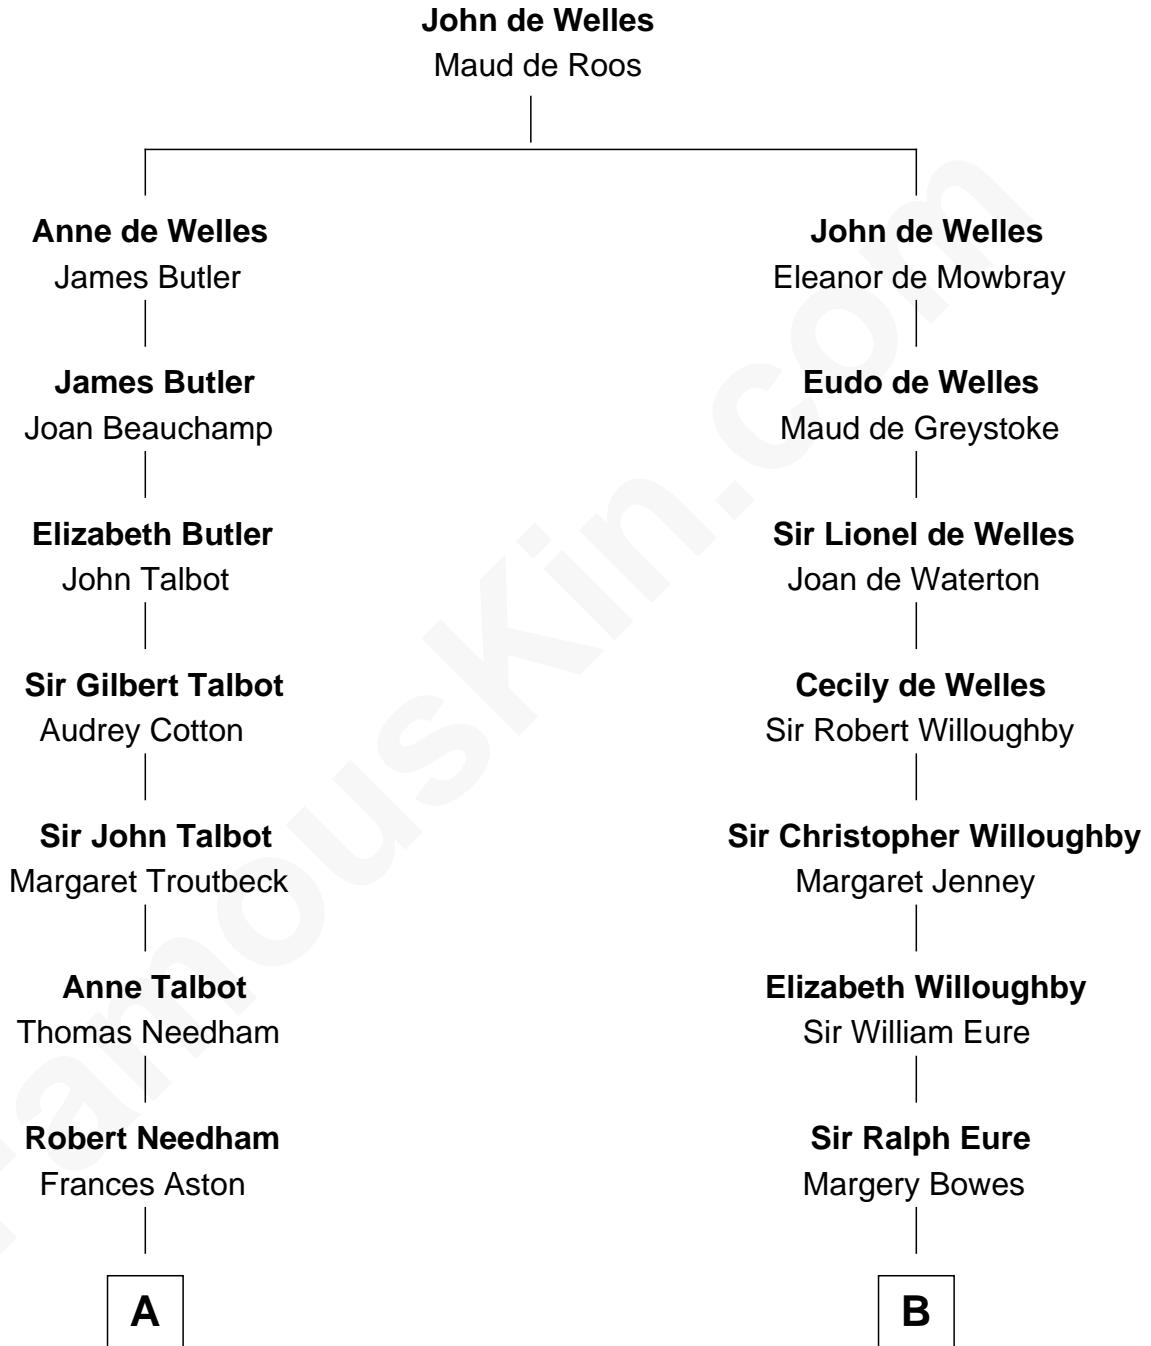 John de Welles
Maud de Roos
Anne de Welles
James Butler
John de Welles
Eleanor de Mowbray
James Butler
Joan Beauchamp
Eudo de Welles
Maud de Greystoke
Elizabeth Butler
John Talbot
Sir Lionel de Welles
Joan de Waterton
Sir Gilbert Talbot
Audrey Cotton
Cecily de Welles
Sir Robert Willoughby
Sir John Talbot
Margaret Troutbeck
Sir Christopher Willoughby
Margaret Jenney
Anne Talbot
Thomas Needham
Elizabeth Willoughby
Sir William Eure
Robert Needham
Frances Aston
Sir Ralph Eure
Margery Bowes
A
B
FamousKin.com